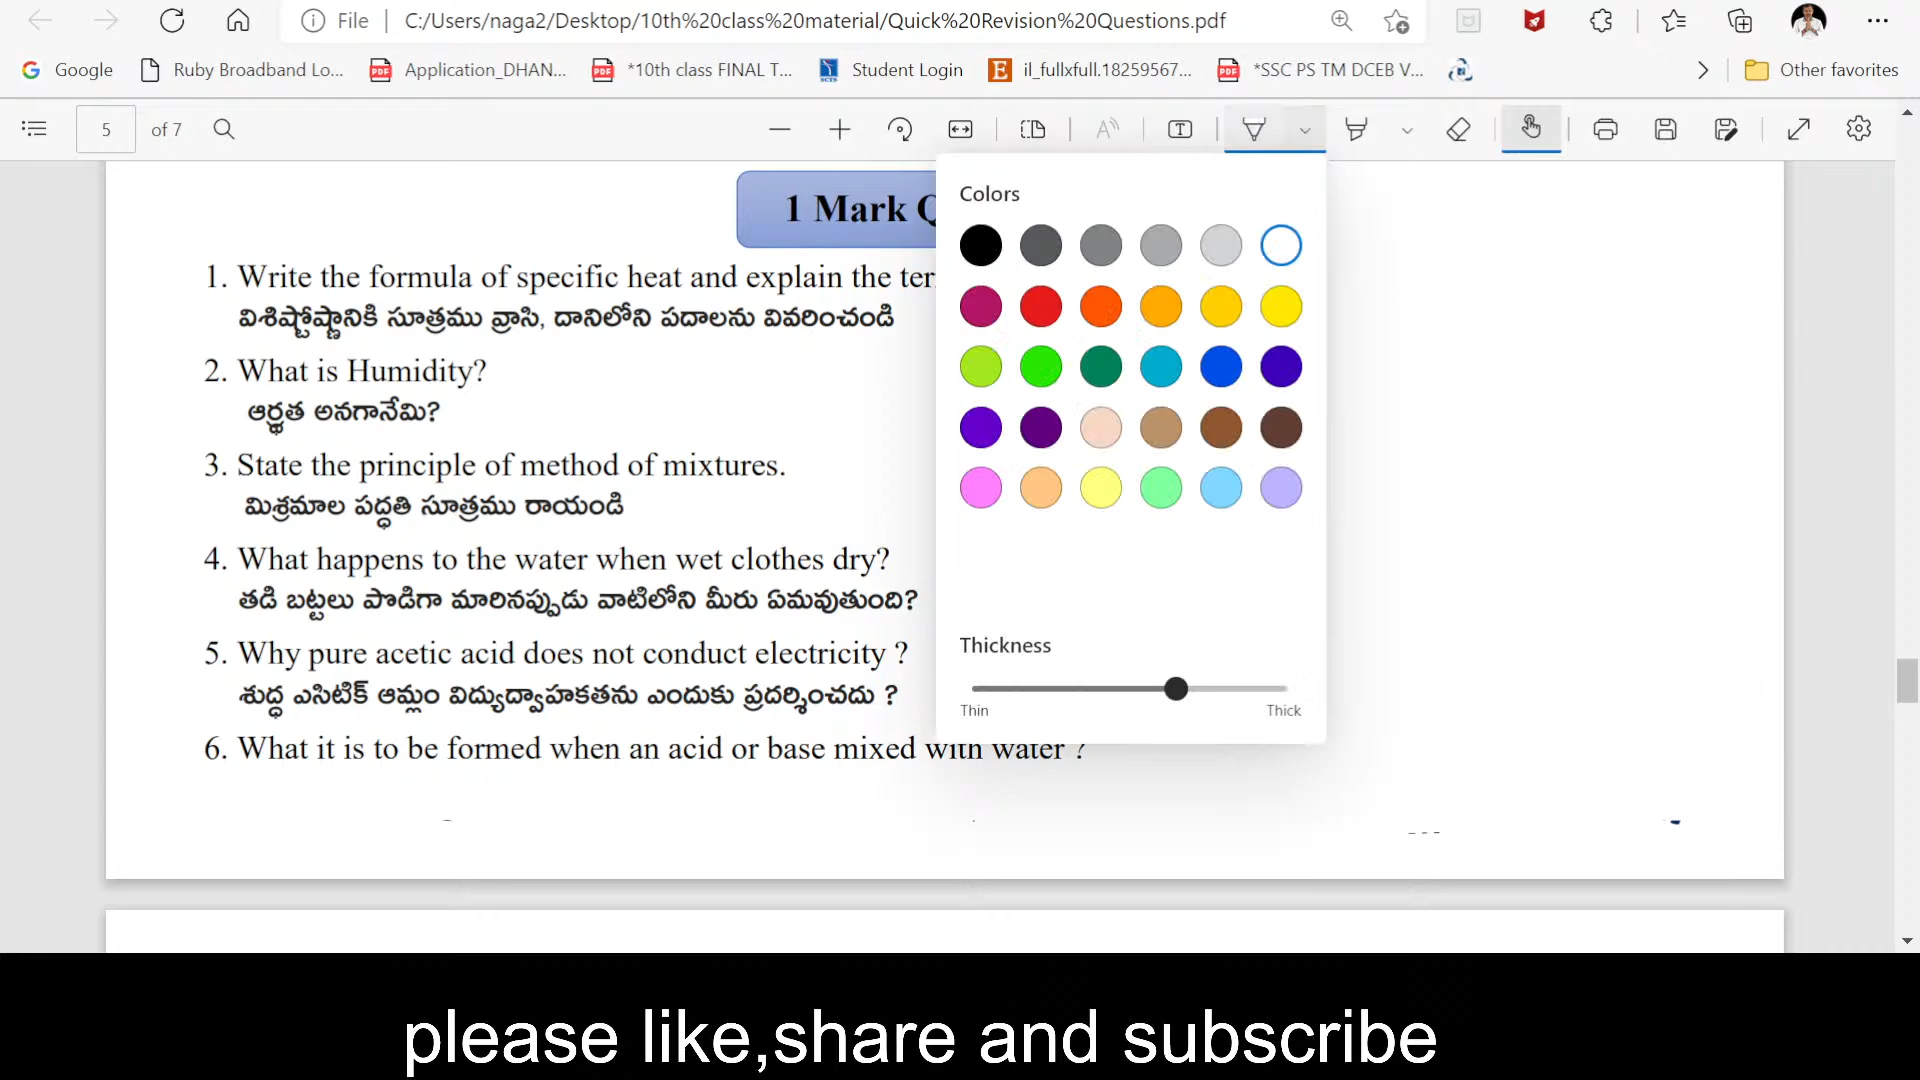 File C:/Users/naga2/Desktop/10th%20class%20material/Quick%20Revision%20Questions.pdf
Google Ruby Broadband Lo... Application_DHAN... *10th class FINAL T... Student Login il_fullxfull.18259567... *SSC PS TM DCEB V... Other favorites
5 of 7
1 Mark Q
Colors
1. Write the formula of specific heat and explain the ter
విశిష్టోష్ణానికి సూత్రము వ్రాసి, దానిలోని పదాలను వివరించండి
2. What is Humidity?
ఆర్థ్రత అనగానేమి?
3. State the principle of method of mixtures.
మిశ్రమాల పద్ధతి సూత్రము రాయండి
4. What happens to the water when wet clothes dry?
తడి బట్టలు పొడిగా మారినప్పుడు వాటిలోని మీరు ఏమవుతుంది?
5. Why pure acetic acid does not conduct electricity ?
శుద్ధ ఎసిటిక్ ఆమ్లం విద్యుద్వాహకతను ఎందుకు ప్రదర్శించదు ?
6. What it is to be formed when an acid or base mixed with water ?
Thickness
Thin Thick
please like,share and subscribe